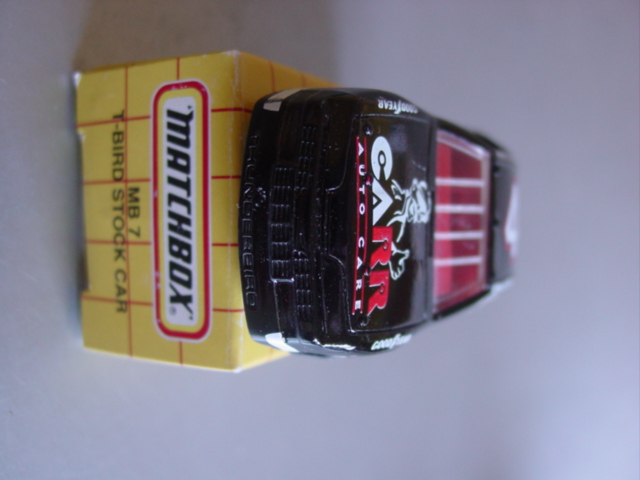 "MATCHBOX"
MB 7
T-BIRD STOCK CAR
THUNDERBIRD
GOODYEAR
CARR
AUTO CARE
GOODYEAR